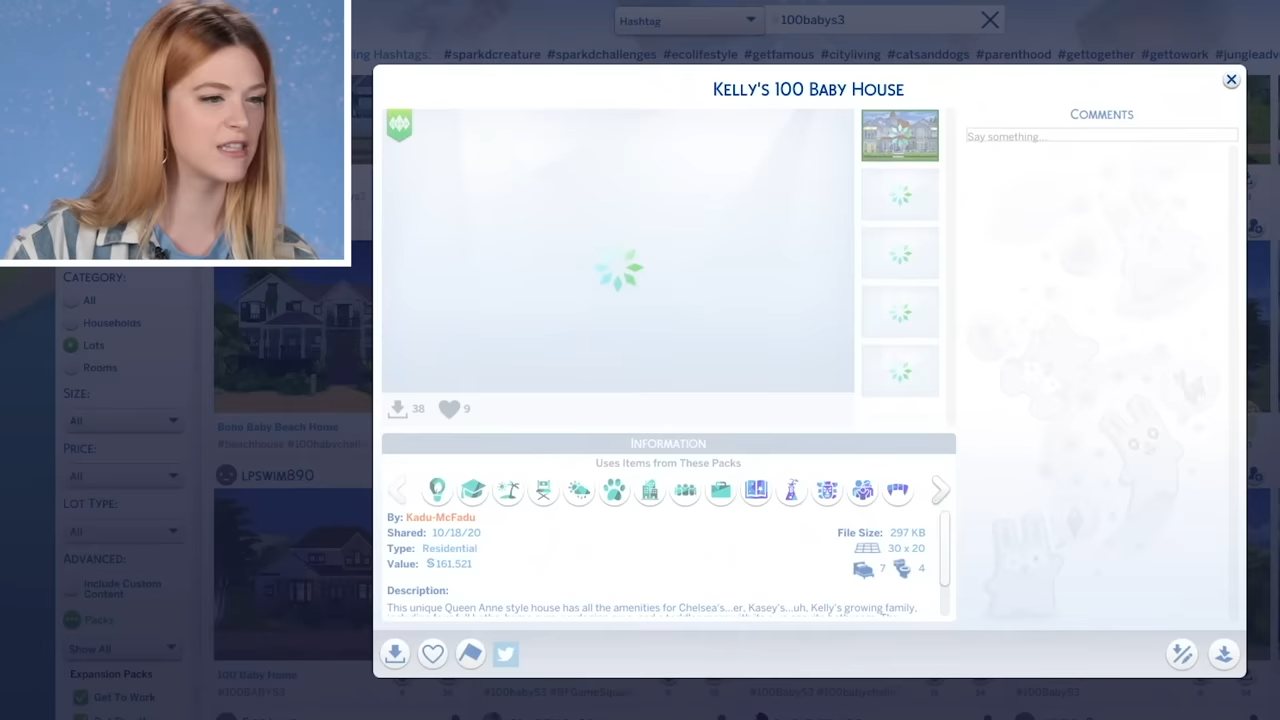 Hashtag
100babys3
ing Hashtags. #sparkdcreature #sparkdchallenges #ecolifestyle #getfamous #cityliving #catsanddogs #parenthood #gettogether #gettowork #jungleadv
KELLY'S 100 BABY HOUSE
COMMENTS
Say something...
CATEGORY:
All
Households
Lots
Rooms
SIZE:
All
PRICE:
All
LOT TYPE:
All
ADVANCED:
Include Custom
Content
Packs
Show All
Expansion Packs
Get To Work
Bobo Baby Beach Home
#beachhouse #100babychall
LPSWIM890
100 Baby Home
#100BABYS3
38
9
INFORMATION
Uses Items from These Packs
By: Kadu-McFadu
Shared: 10/18/20
Type: Residential
Value: §161,521
File Size: 297 KB
30 x 20
7 4
Description:
This unique Queen Anne style house has all the amenities for Chelsea's...er, Kasey's...uh, Kelly's growing family,
#100babyS3 #BFGameSquad
#100BabyS3 #100babychal
#100BabyS3